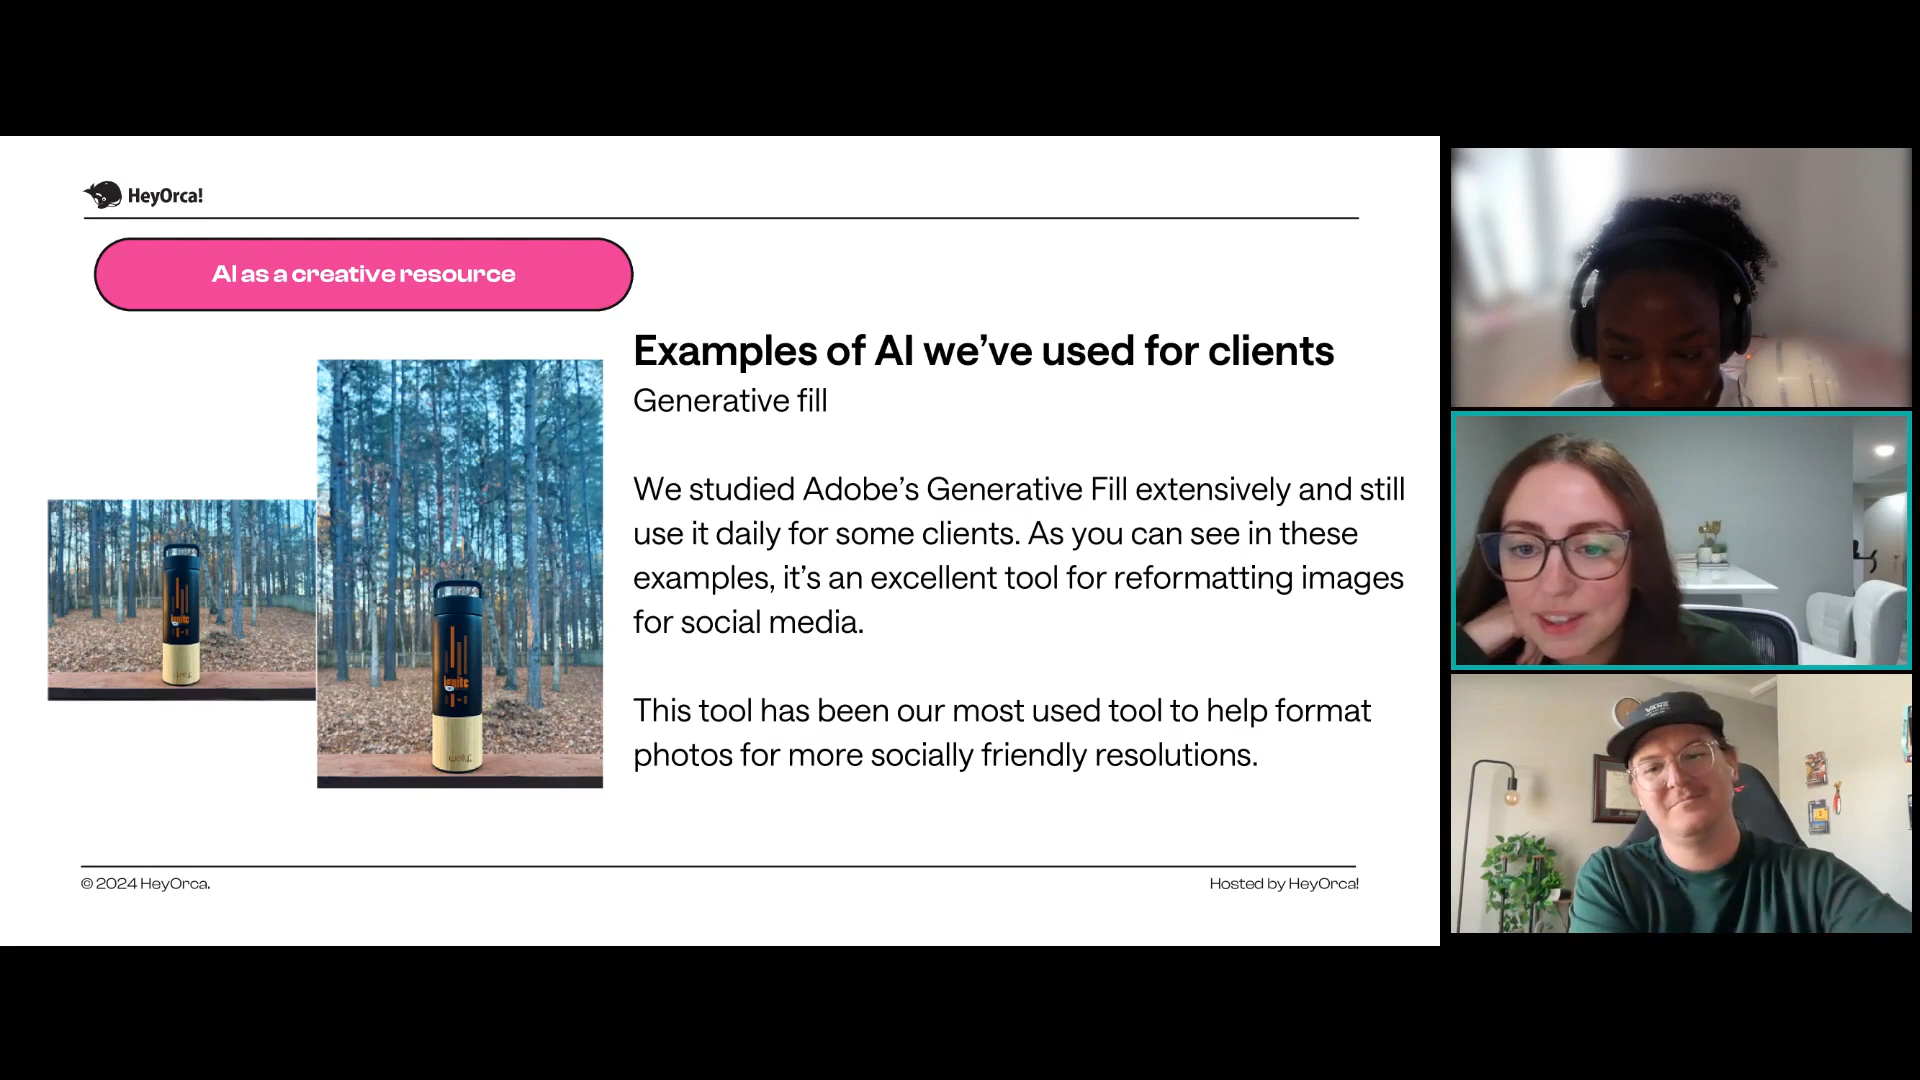 HeyOrca!
AI as a creative resource
Examples of AI we’ve used for clients
Generative fill
We studied Adobe’s Generative Fill extensively and still
use it daily for some clients. As you can see in these
examples, it’s an excellent tool for reformatting images
for social media.
This tool has been our most used tool to help format
photos for more socially friendly resolutions.
ignite
ignite
© 2024 HeyOrca.
Hosted by HeyOrca!
VANS